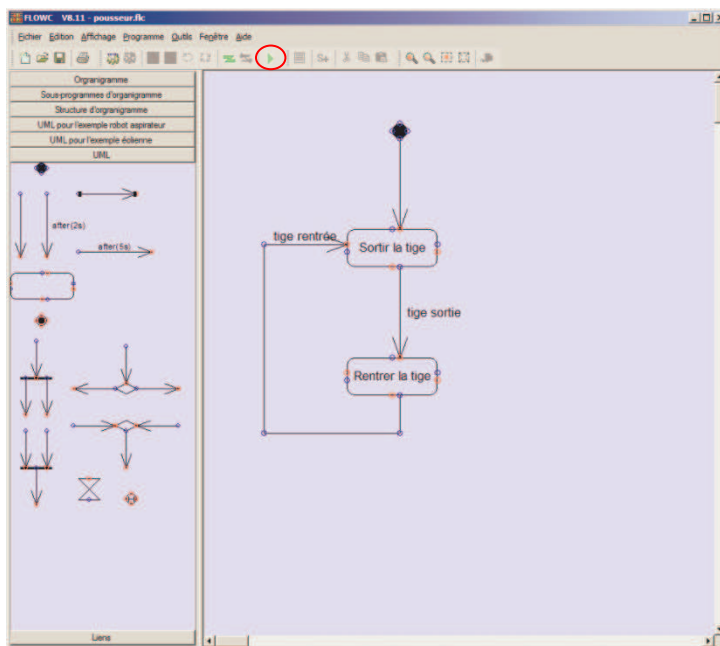 FLOWC V8.11 - pousseur.flc
Fichier Edition Affichage Programme Outils Fenêtre Aide
S+
Organigramme
Sous-programmes d'organigramme
Structure d'organigramme
UML pour l'exemple robot aspirateur
UML pour l'exemple éolienne
UML
after(2s)
after(5s)
tige rentrée
Sortir la tige
tige sortie
Rentrer la tige
Liens